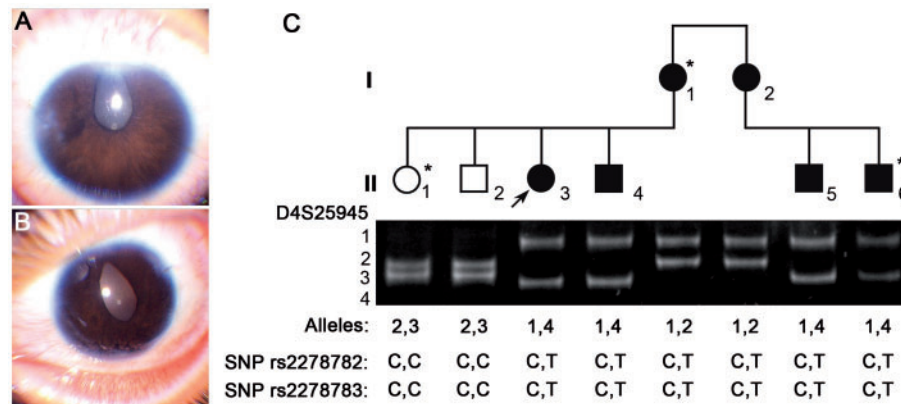 A
B
C
I
* 1 2
II
* 1 2 3 4 5 * 6
D4S25945
1
2
3
4
Alleles: 2,3 2,3 1,4 1,4 1,2 1,2 1,4 1,4
SNP rs2278782: C,C C,C C,T C,T C,T C,T C,T C,T
SNP rs2278783: C,C C,C C,T C,T C,T C,T C,T C,T